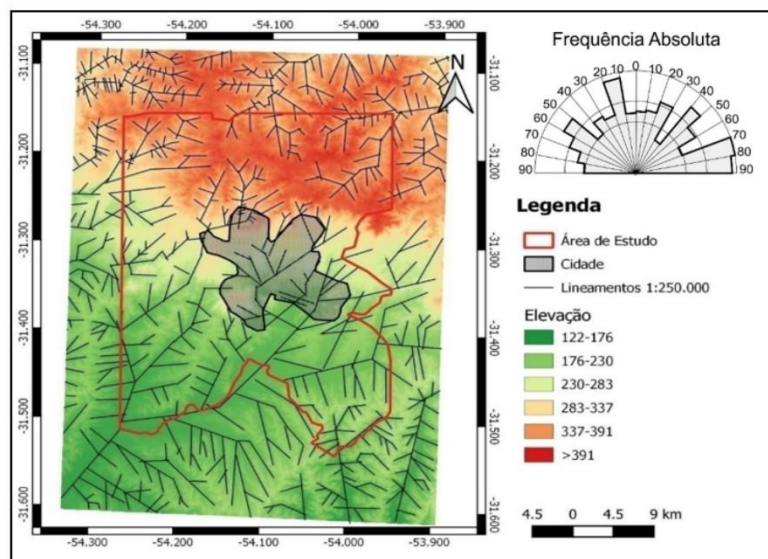 -54.300 -54.200 -54.100 -54.000 -53.900
-31.100
-31.200
-31.300
-31.400
-31.500
-31.600
-31.100
-31.200
-31.300
-31.400
-31.500
-31.600
N
-54.300 -54.200 -54.100 -54.000 -53.900
Frequência Absoluta
90 80 70 60 50 40 30 20 10 0 10 20 30 40 50 60 70 80 90
Legenda
Área de Estudo
Cidade
Lineamentos 1:250.000
Elevação
122-176
176-230
230-283
283-337
337-391
>391
4.5 0 4.5 9 km